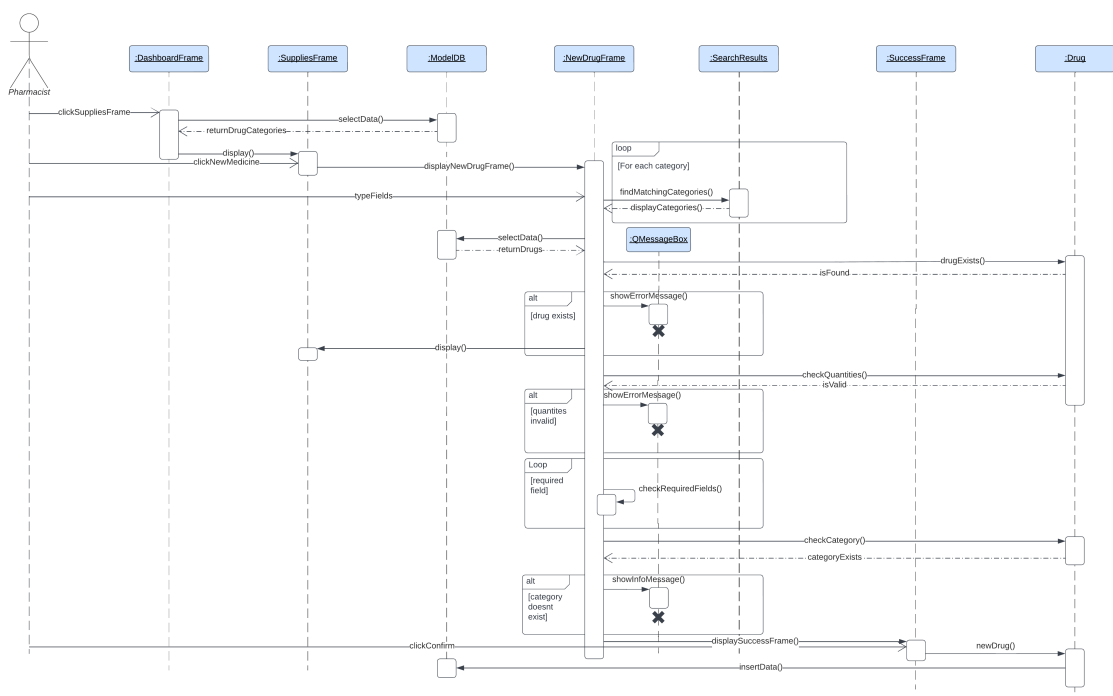 Pharmacist
:DashboardFrame
:SuppliesFrame
:ModelDB
:NewDrugFrame
:SearchResults
:SuccessFrame
:Drug
clickSuppliesFrame
selectData()
returnDrugCategories
display()
clickNewMedicine
displayNewDrugFrame()
loop
[For each category]
findMatchingCategories()
displayCategories()
typeFields
selectData()
returnDrugs
:QMessageBox
drugExists()
isFound
alt
[drug exists]
showErrorMessage()
display()
checkQuantities()
isValid
alt
[quantites
invalid]
showErrorMessage()
Loop
[required
field]
checkRequiredFields()
checkCategory()
categoryExists
alt
[category
doesnt
exist]
showInfoMessage()
displaySuccessFrame()
clickConfirm
newDrug()
insertData()